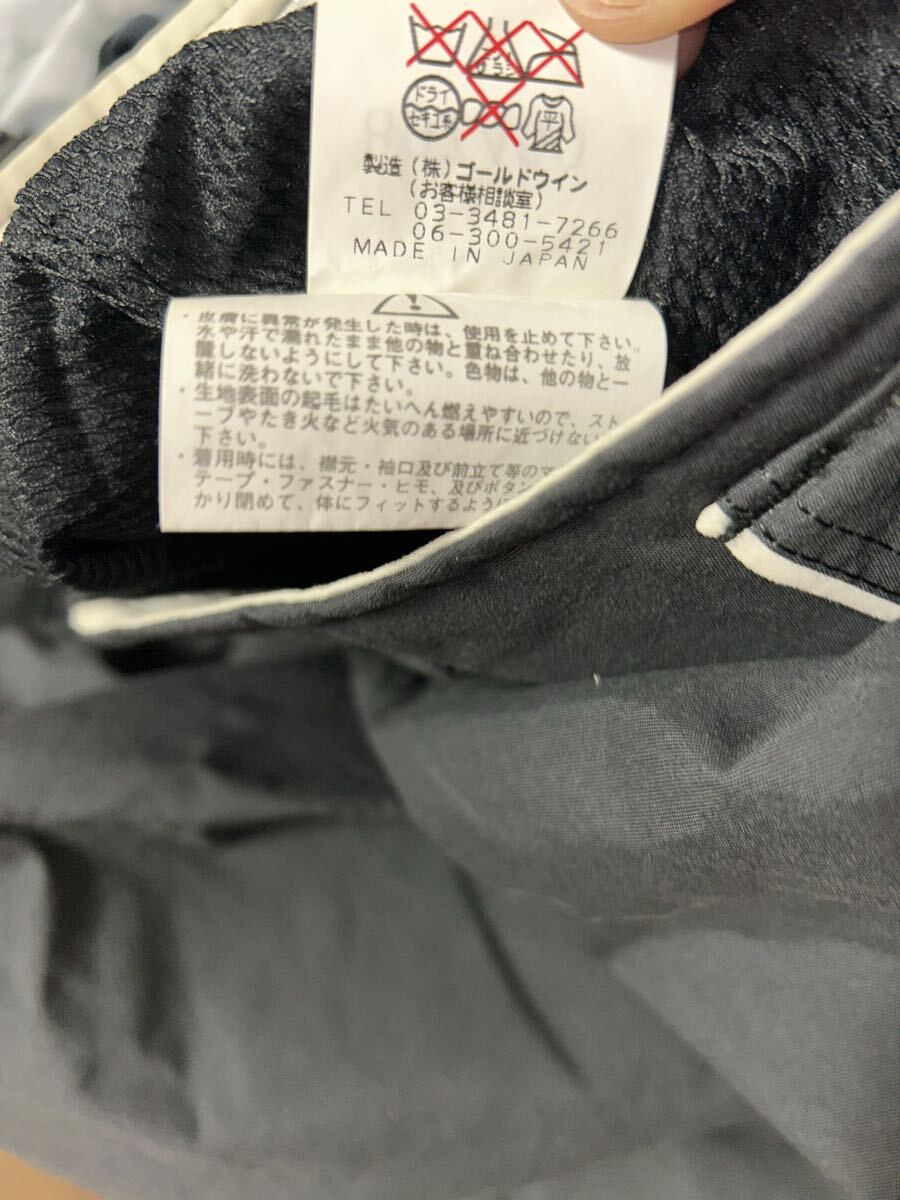 サラシ
ドライ
セキユ系
平
製造 (株) ゴールドウイン
(お客様相談室)
TEL 03-3481-7266
06-300-5421
MADE IN JAPAN
・皮膚に異常が発生した時は、使用を止めて下さい。
水や汗で濡れたまま他の物と重ね合わせたり、放
置しないようにして下さい。色物は、他の物と一
緒に洗わないで下さい。
・生地表面の起毛はたいへん燃えやすいので、スト
ーブやたき火など火気のある場所に近づけない
下さい。
・着用時には、襟元・袖口及び前立て等のマ
テープ・ファスナー・ヒモ、及びボタン
かり閉めて、体にフィットするように